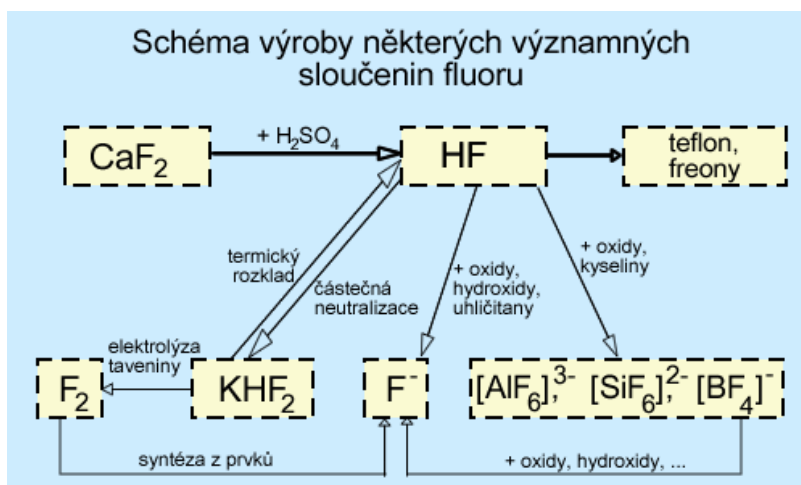 Schéma výroby některých významných
sloučenin fluoru
CaF₂
+ H₂SO₄
HF
teflon,
freony
termický
rozklad
částečná
neutralizace
+ oxidy,
hydroxidy,
uhličitany
+ oxidy,
kyseliny
elektrolýza
taveniny
F₂
KHF₂
F⁻
[AlF₆]³⁻, [SiF₆]²⁻, [BF₄]⁻
syntéza z prvků
+ oxidy, hydroxidy, ...